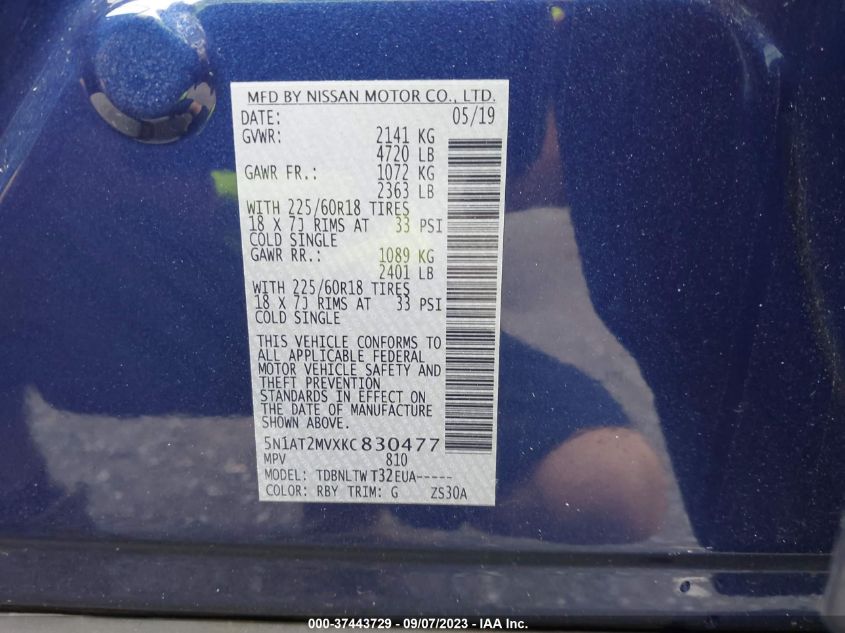 MFD BY NISSAN MOTOR CO., LTD.
DATE: 05/19
GVWR: 2141 KG
4720 LB
GAWR FR.: 1072 KG
2363 LB
WITH 225/60R18 TIRES
18 X 7J RIMS AT 33 PSI
COLD SINGLE
GAWR RR.: 1089 KG
2401 LB
WITH 225/60R18 TIRES
18 X 7J RIMS AT 33 PSI
COLD SINGLE
THIS VEHICLE CONFORMS TO
ALL APPLICABLE FEDERAL
MOTOR VEHICLE SAFETY AND
THEFT PREVENTION
STANDARDS IN EFFECT ON
THE DATE OF MANUFACTURE
SHOWN ABOVE.
5N1AT2MVXKC830477
MPV 810
MODEL: TDBNLTW T32EUA-----
COLOR: RBY TRIM: G ZS30A
000-37443729 - 09/07/2023 - IAA Inc.